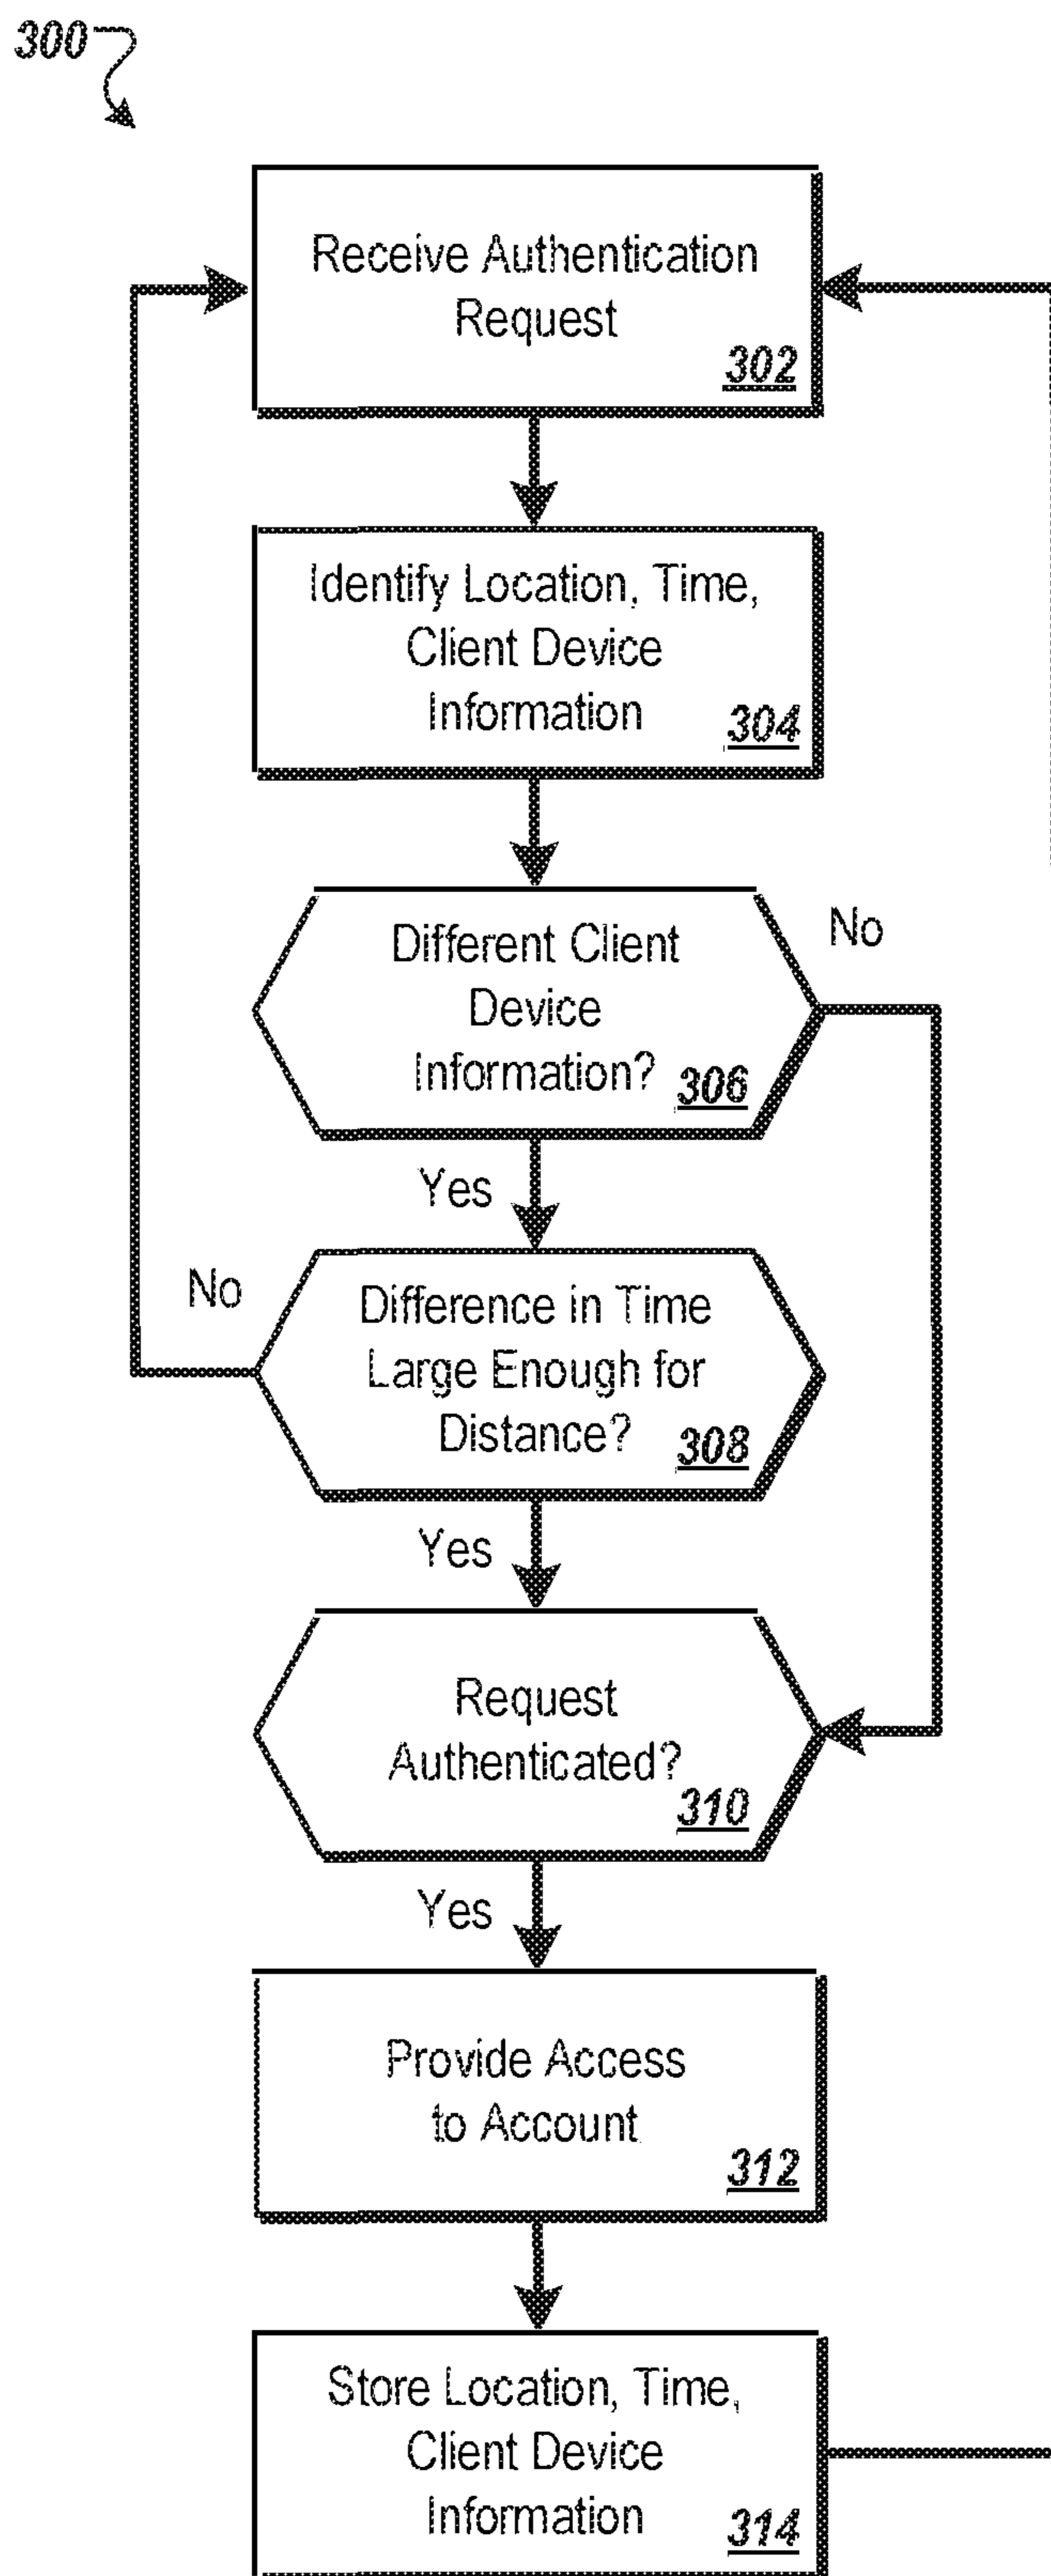 300
Receive Authentication
Request
302
Identify Location, Time,
Client Device
Information
304
Different Client
Device
Information?
306
No
Yes
Difference in Time
Large Enough for
Distance?
308
No
Yes
Request
Authenticated?
310
Yes
Provide Access
to Account
312
Store Location, Time,
Client Device
Information
314